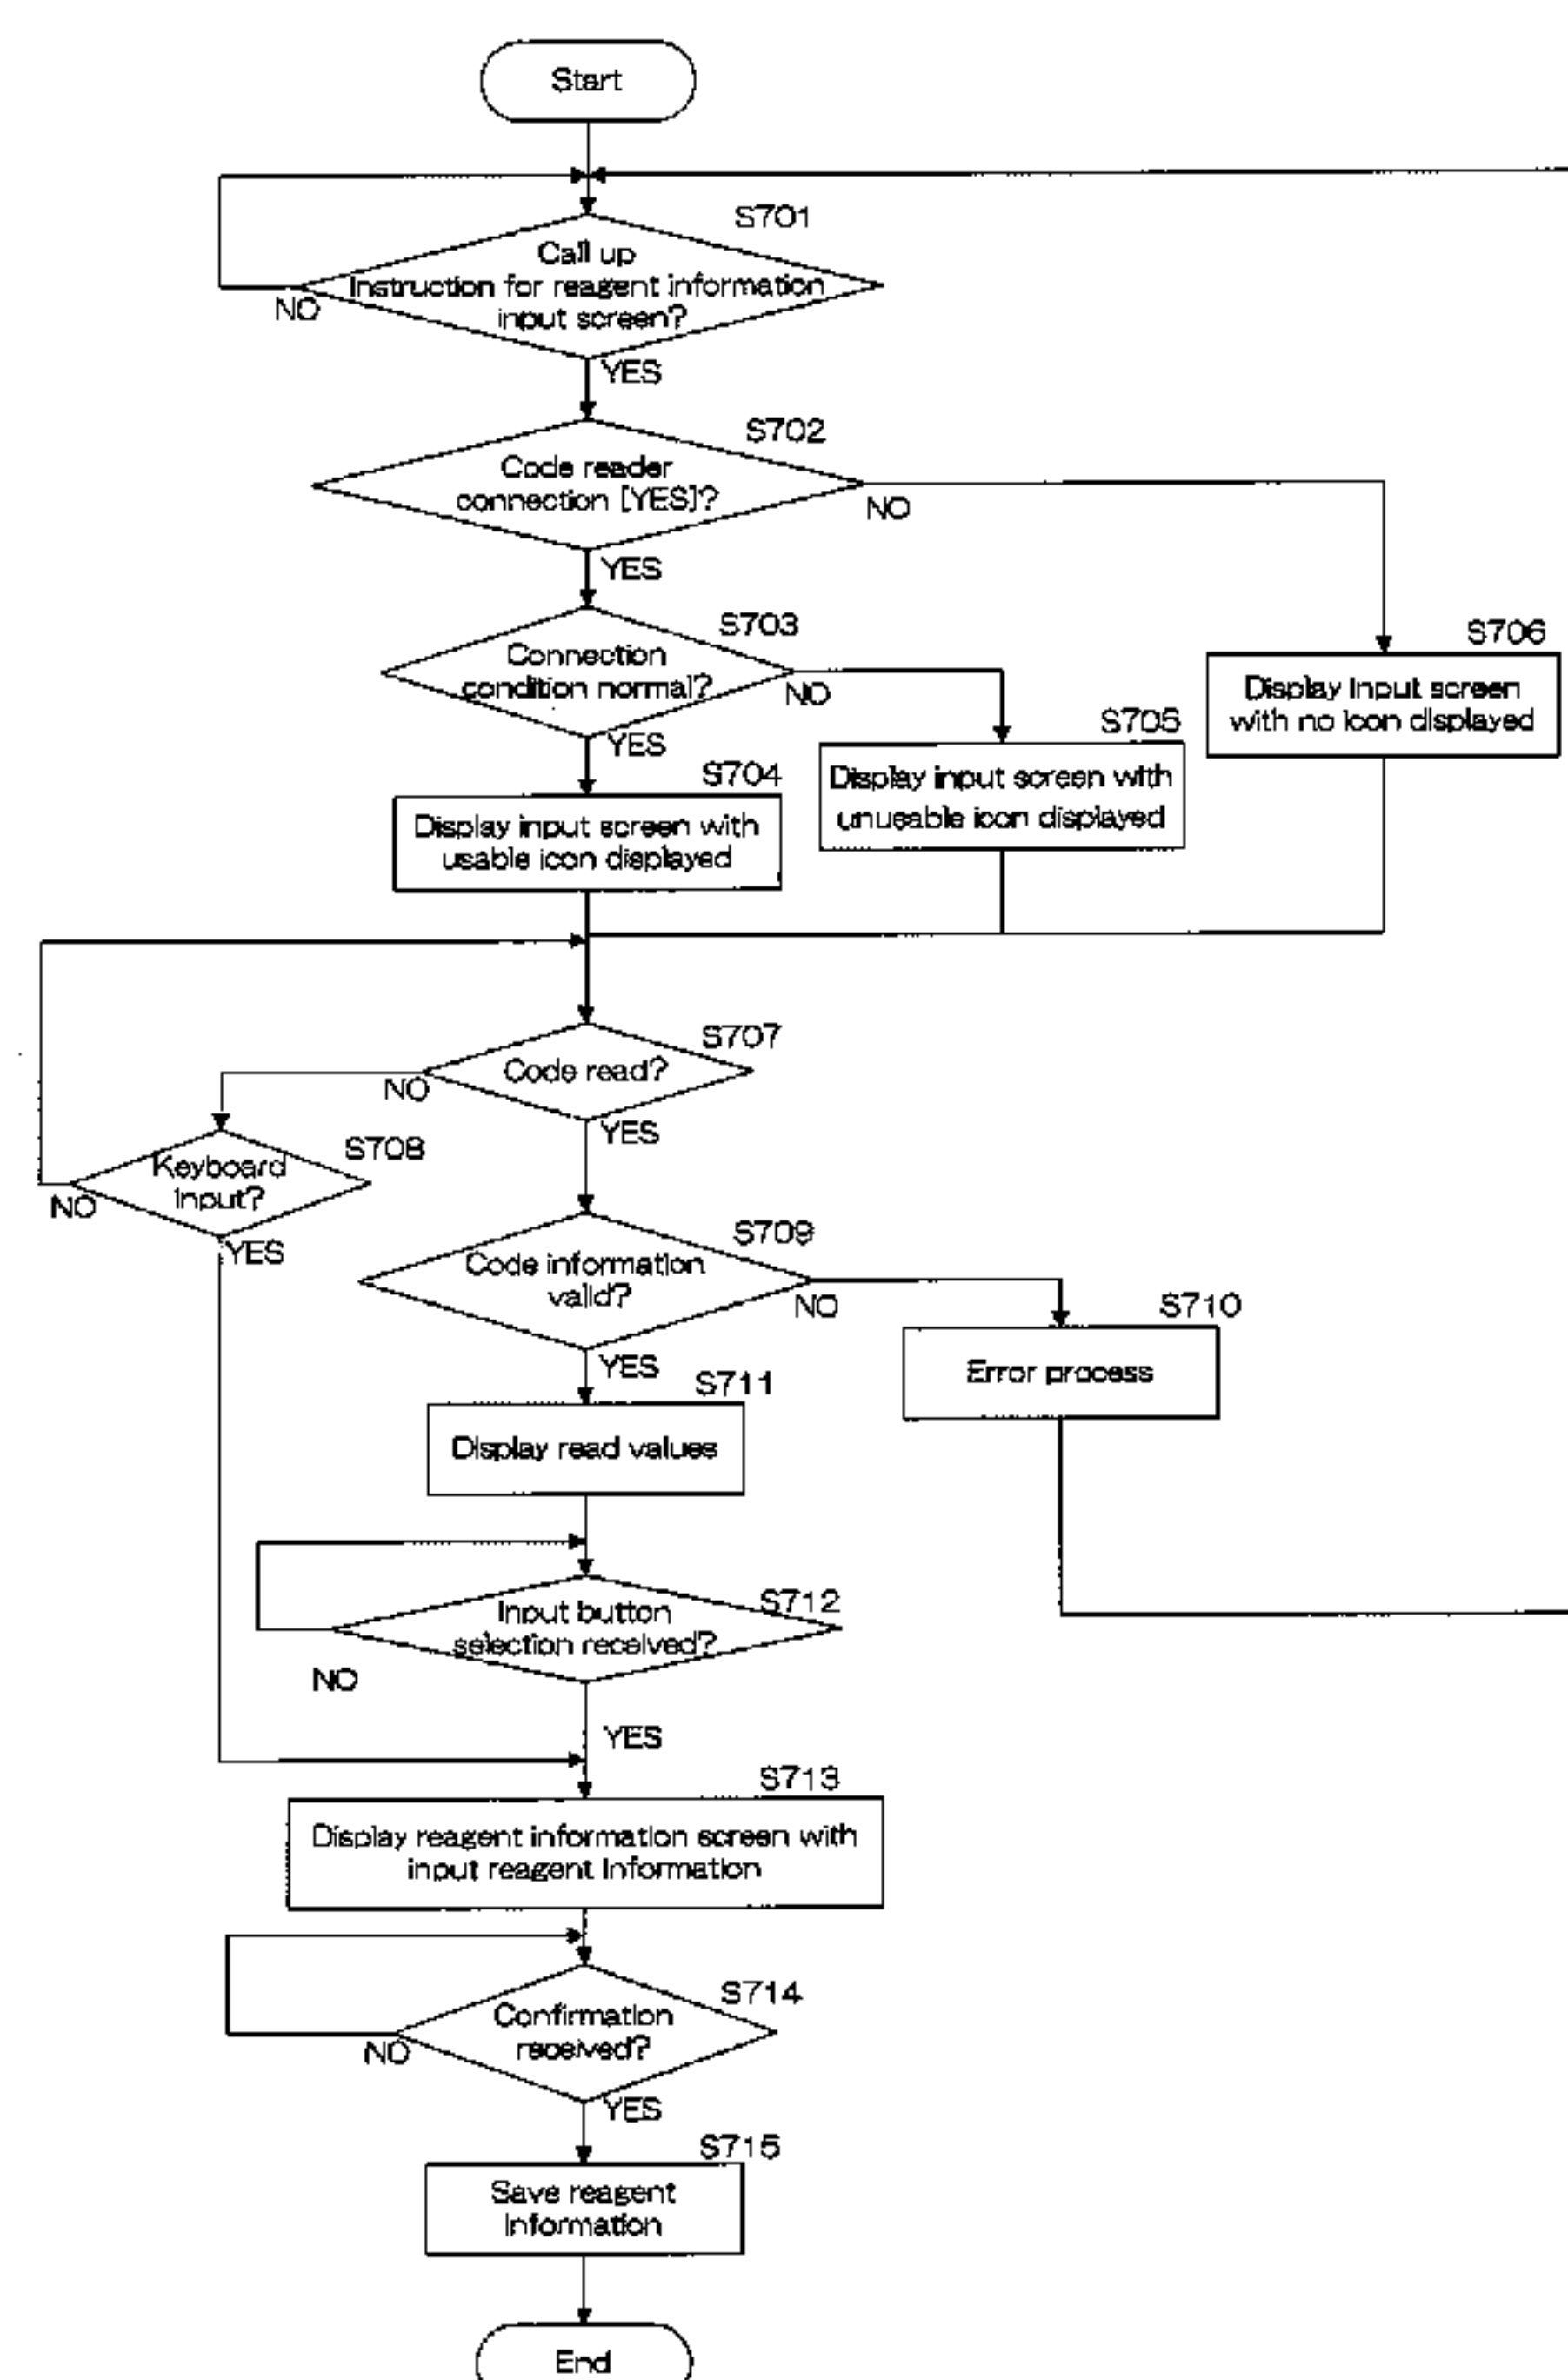 Start
S701
Call up
Instruction for reagent information
input screen?
NO
YES
S702
Code reader
connection [YES]?
NO
YES
S703
Connection
condition normal?
NO
YES
S706
Display Input screen
with no icon displayed
S705
Display input screen with
unuseable icon displayed
S704
Display input screen with
usable icon displayed
S707
Code read?
NO
YES
S708
Keyboard
input?
NO
YES
S709
Code information
valid?
NO
YES
S710
Error process
S711
Display read values
S712
Input button
selection received?
NO
YES
S713
Display reagent information screen with
input reagent Information
S714
Confirmation
received?
NO
YES
S715
Save reagent
Information
End